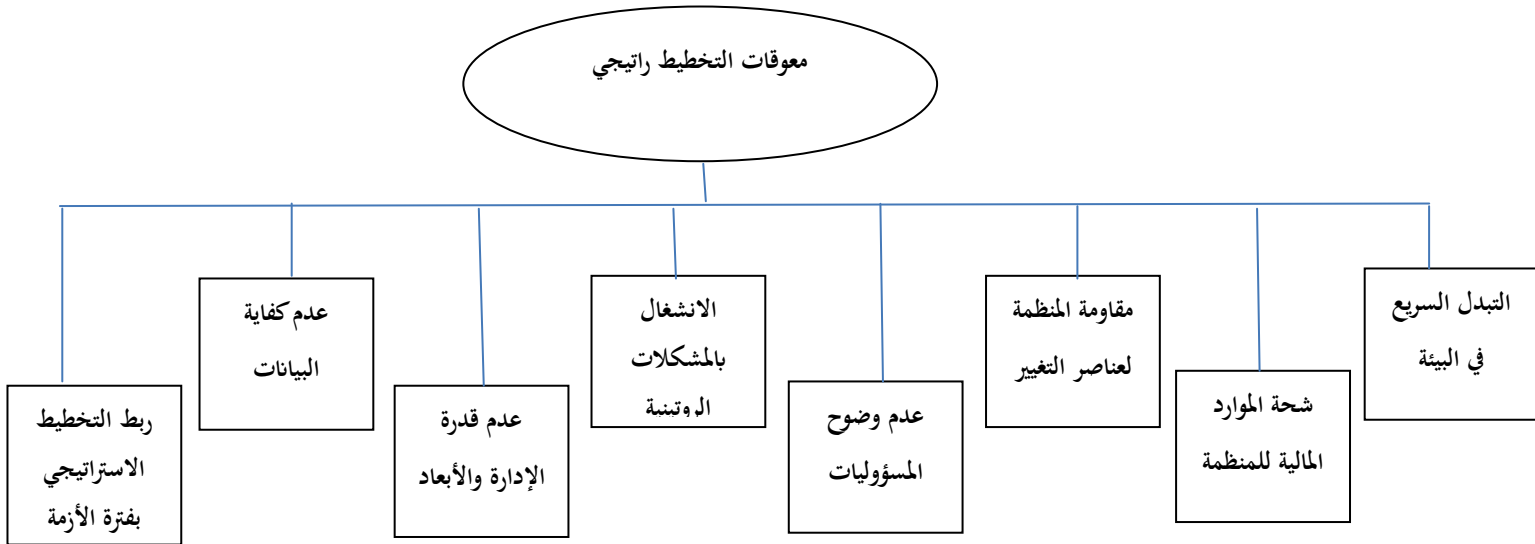 معوقات التخطيط راتيجي
التبدل السريع
في البيئة
شحة الموارد
المالية للمنظمة
مقاومة المنظمة
لعناصر التغيير
عدم وضوح
المسؤوليات
الانشغال
بالمشكلات
الروتينية
عدم قدرة
الإدارة والأبعاد
عدم كفاية
البيانات
ربط التخطيط
الاستراتيجي
بفترة الأزمة